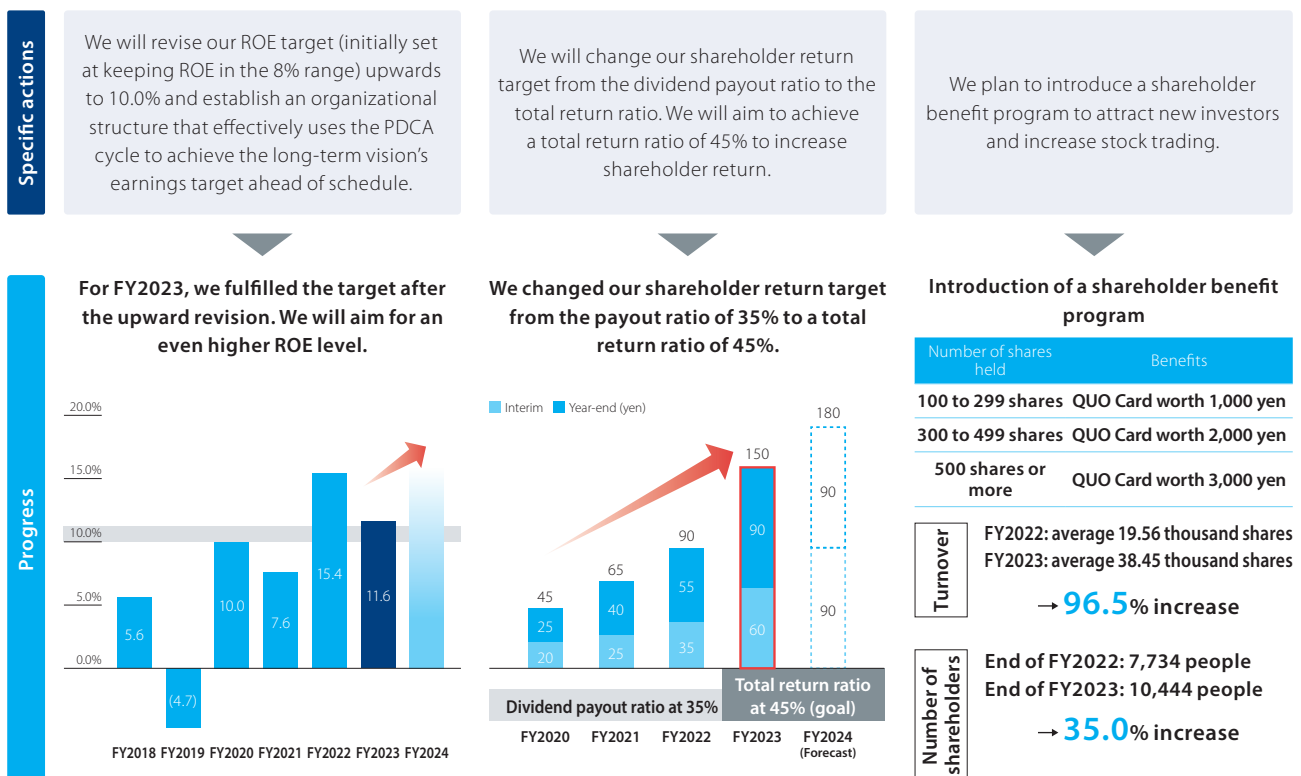 Specific actions
We will revise our ROE target (initially set
at keeping ROE in the 8% range) upwards
to 10.0% and establish an organizational
structure that effectively uses the PDCA
cycle to achieve the long-term vision's
earnings target ahead of schedule.
We will change our shareholder return
target from the dividend payout ratio to the
total return ratio. We will aim to achieve
a total return ratio of 45% to increase
shareholder return.
We plan to introduce a shareholder
benefit program to attract new investors
and increase stock trading.
Progress
For FY2023, we fulfilled the target after
the upward revision. We will aim for an
even higher ROE level.
20.0%
15.0%
10.0%
5.0%
0.0%
5.6
(4.7)
10.0
7.6
15.4
11.6
FY2018 FY2019 FY2020 FY2021 FY2022 FY2023 FY2024
We changed our shareholder return target
from the payout ratio of 35% to a total
return ratio of 45%.
Interim Year-end (yen)
45
25
20
65
40
25
90
55
35
150
90
60
180
90
90
Dividend payout ratio at 35%
Total return ratio
at 45% (goal)
FY2020 FY2021 FY2022 FY2023 FY2024
(Forecast)
Introduction of a shareholder benefit
program
Number of shares
held
Benefits
100 to 299 shares QUO Card worth 1,000 yen
300 to 499 shares QUO Card worth 2,000 yen
500 shares or
more
QUO Card worth 3,000 yen
Turnover
FY2022: average 19.56 thousand shares
FY2023: average 38.45 thousand shares
→ 96.5% increase
Number of
shareholders
End of FY2022: 7,734 people
End of FY2023: 10,444 people
→ 35.0% increase